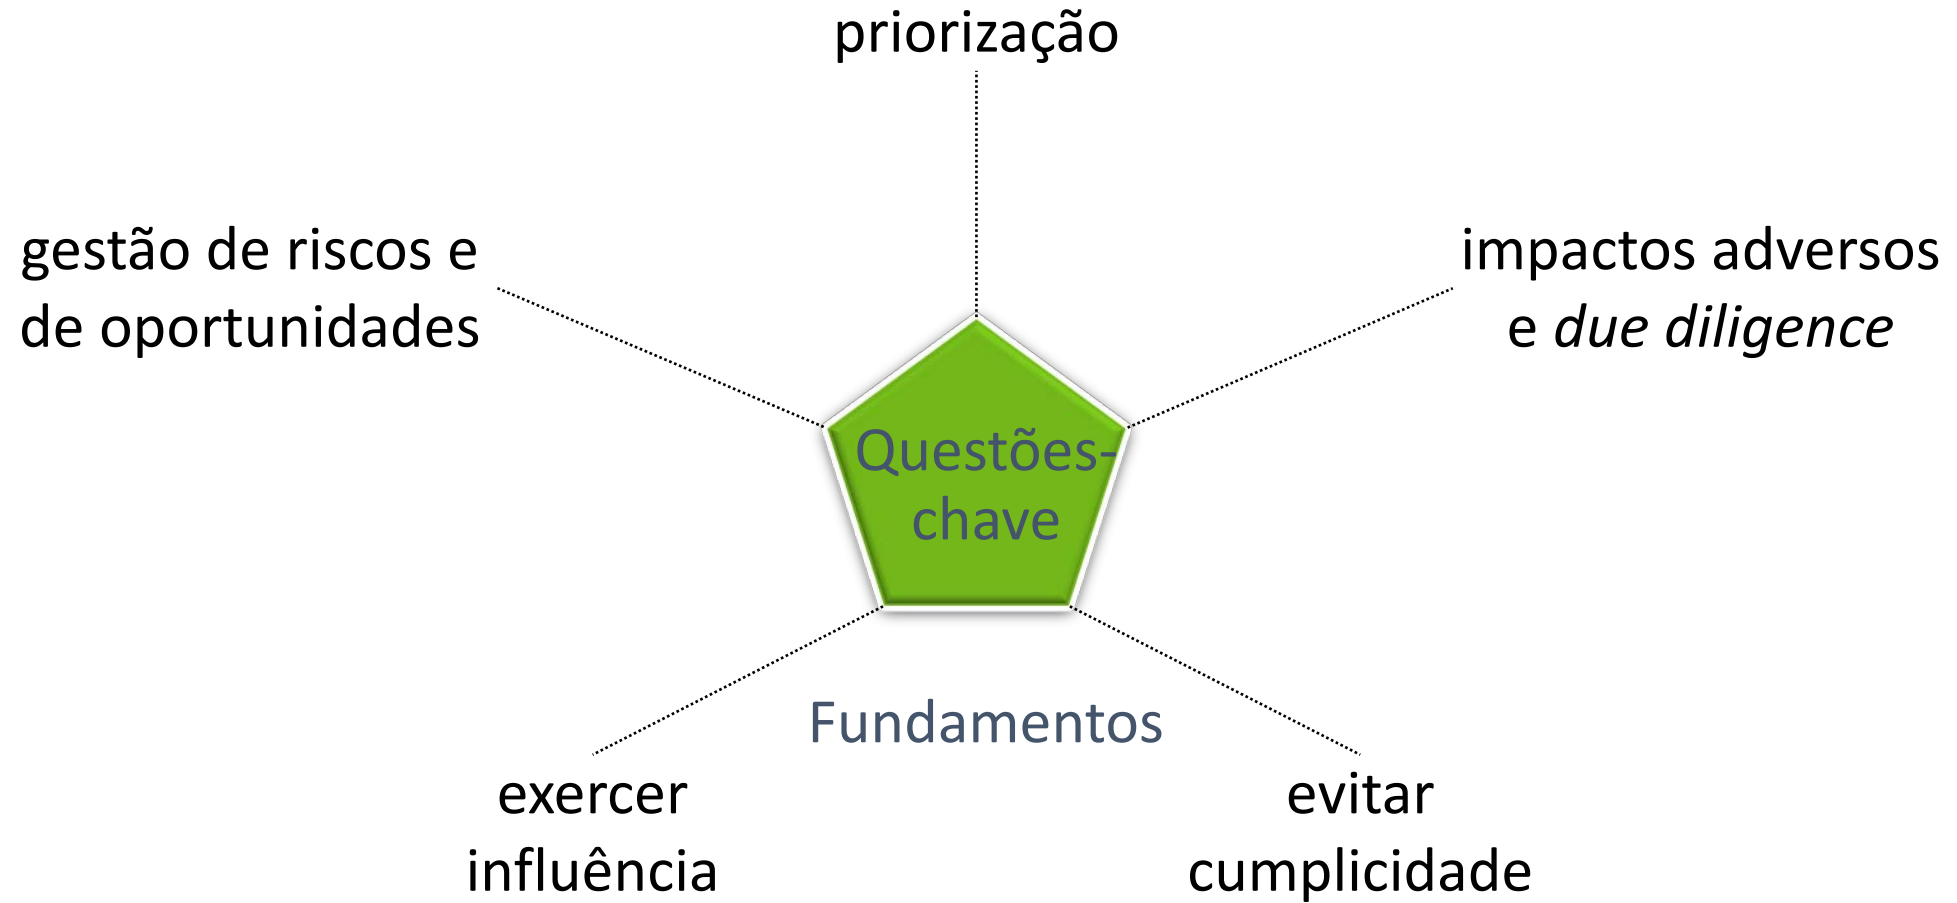 priorização
gestão de riscos e
de oportunidades
impactos adversos
e due diligence
Questões-
chave
Fundamentos
exercer
influência
evitar
cumplicidade